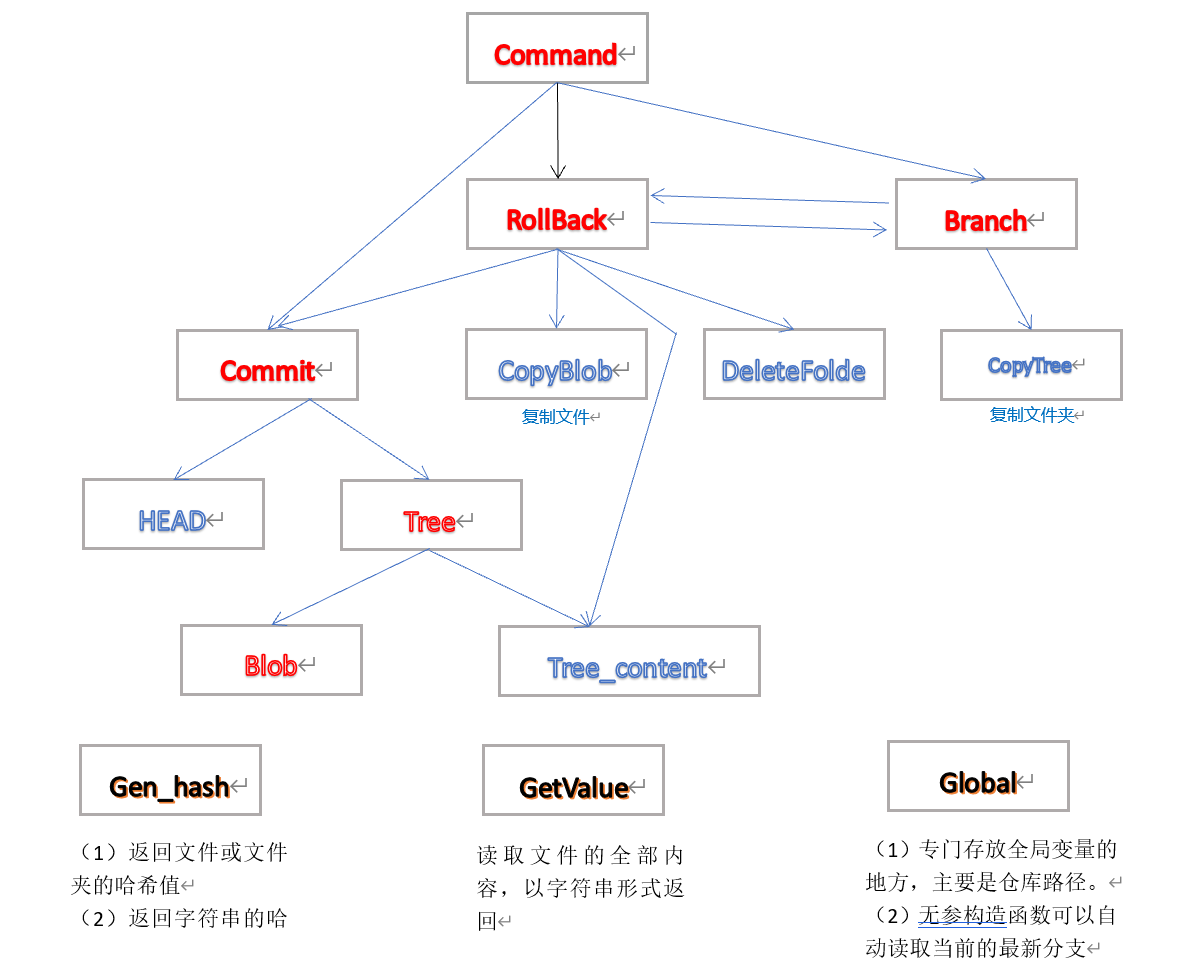 Command
RollBack
Branch
Commit
CopyBlob
DeleteFolde
CopyTree
复制文件
复制文件夹
HEAD
Tree
Blob
Tree_content
Gen_hash
GetValue
Global
（1）返回文件或文件
夹的哈希值
（2）返回字符串的哈
读取文件的全部内
容，以字符串形式返
回
（1）专门存放全局变量的
地方，主要是仓库路径。
（2）无参构造函数可以自
动读取当前的最新分支